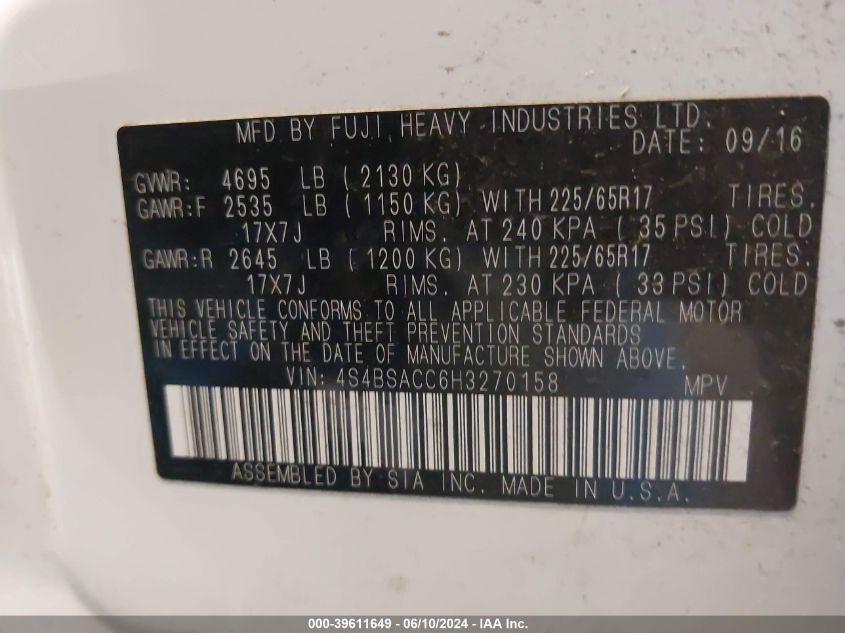 MFD BY FUJI HEAVY INDUSTRIES LTD.
DATE: 09/16
GVWR: 4695 LB ( 2130 KG)
GAWR:F 2535 LB ( 1150 KG) WITH 225/65R17 TIRES.
17X7J RIMS. AT 240 KPA ( 35 PSI) COLD
GAWR:R 2645 LB ( 1200 KG) WITH 225/65R17 TIRES.
17X7J RIMS. AT 230 KPA ( 33 PSI) COLD
THIS VEHICLE CONFORMS TO ALL APPLICABLE FEDERAL MOTOR
VEHICLE SAFETY AND THEFT PREVENTION STANDARDS
IN EFFECT ON THE DATE OF MANUFACTURE SHOWN ABOVE.
VIN: 4S4BSACC6H3270158 MPV
ASSEMBLED BY SIA INC. MADE IN U.S.A.
000-39611649 - 06/10/2024 - IAA Inc.